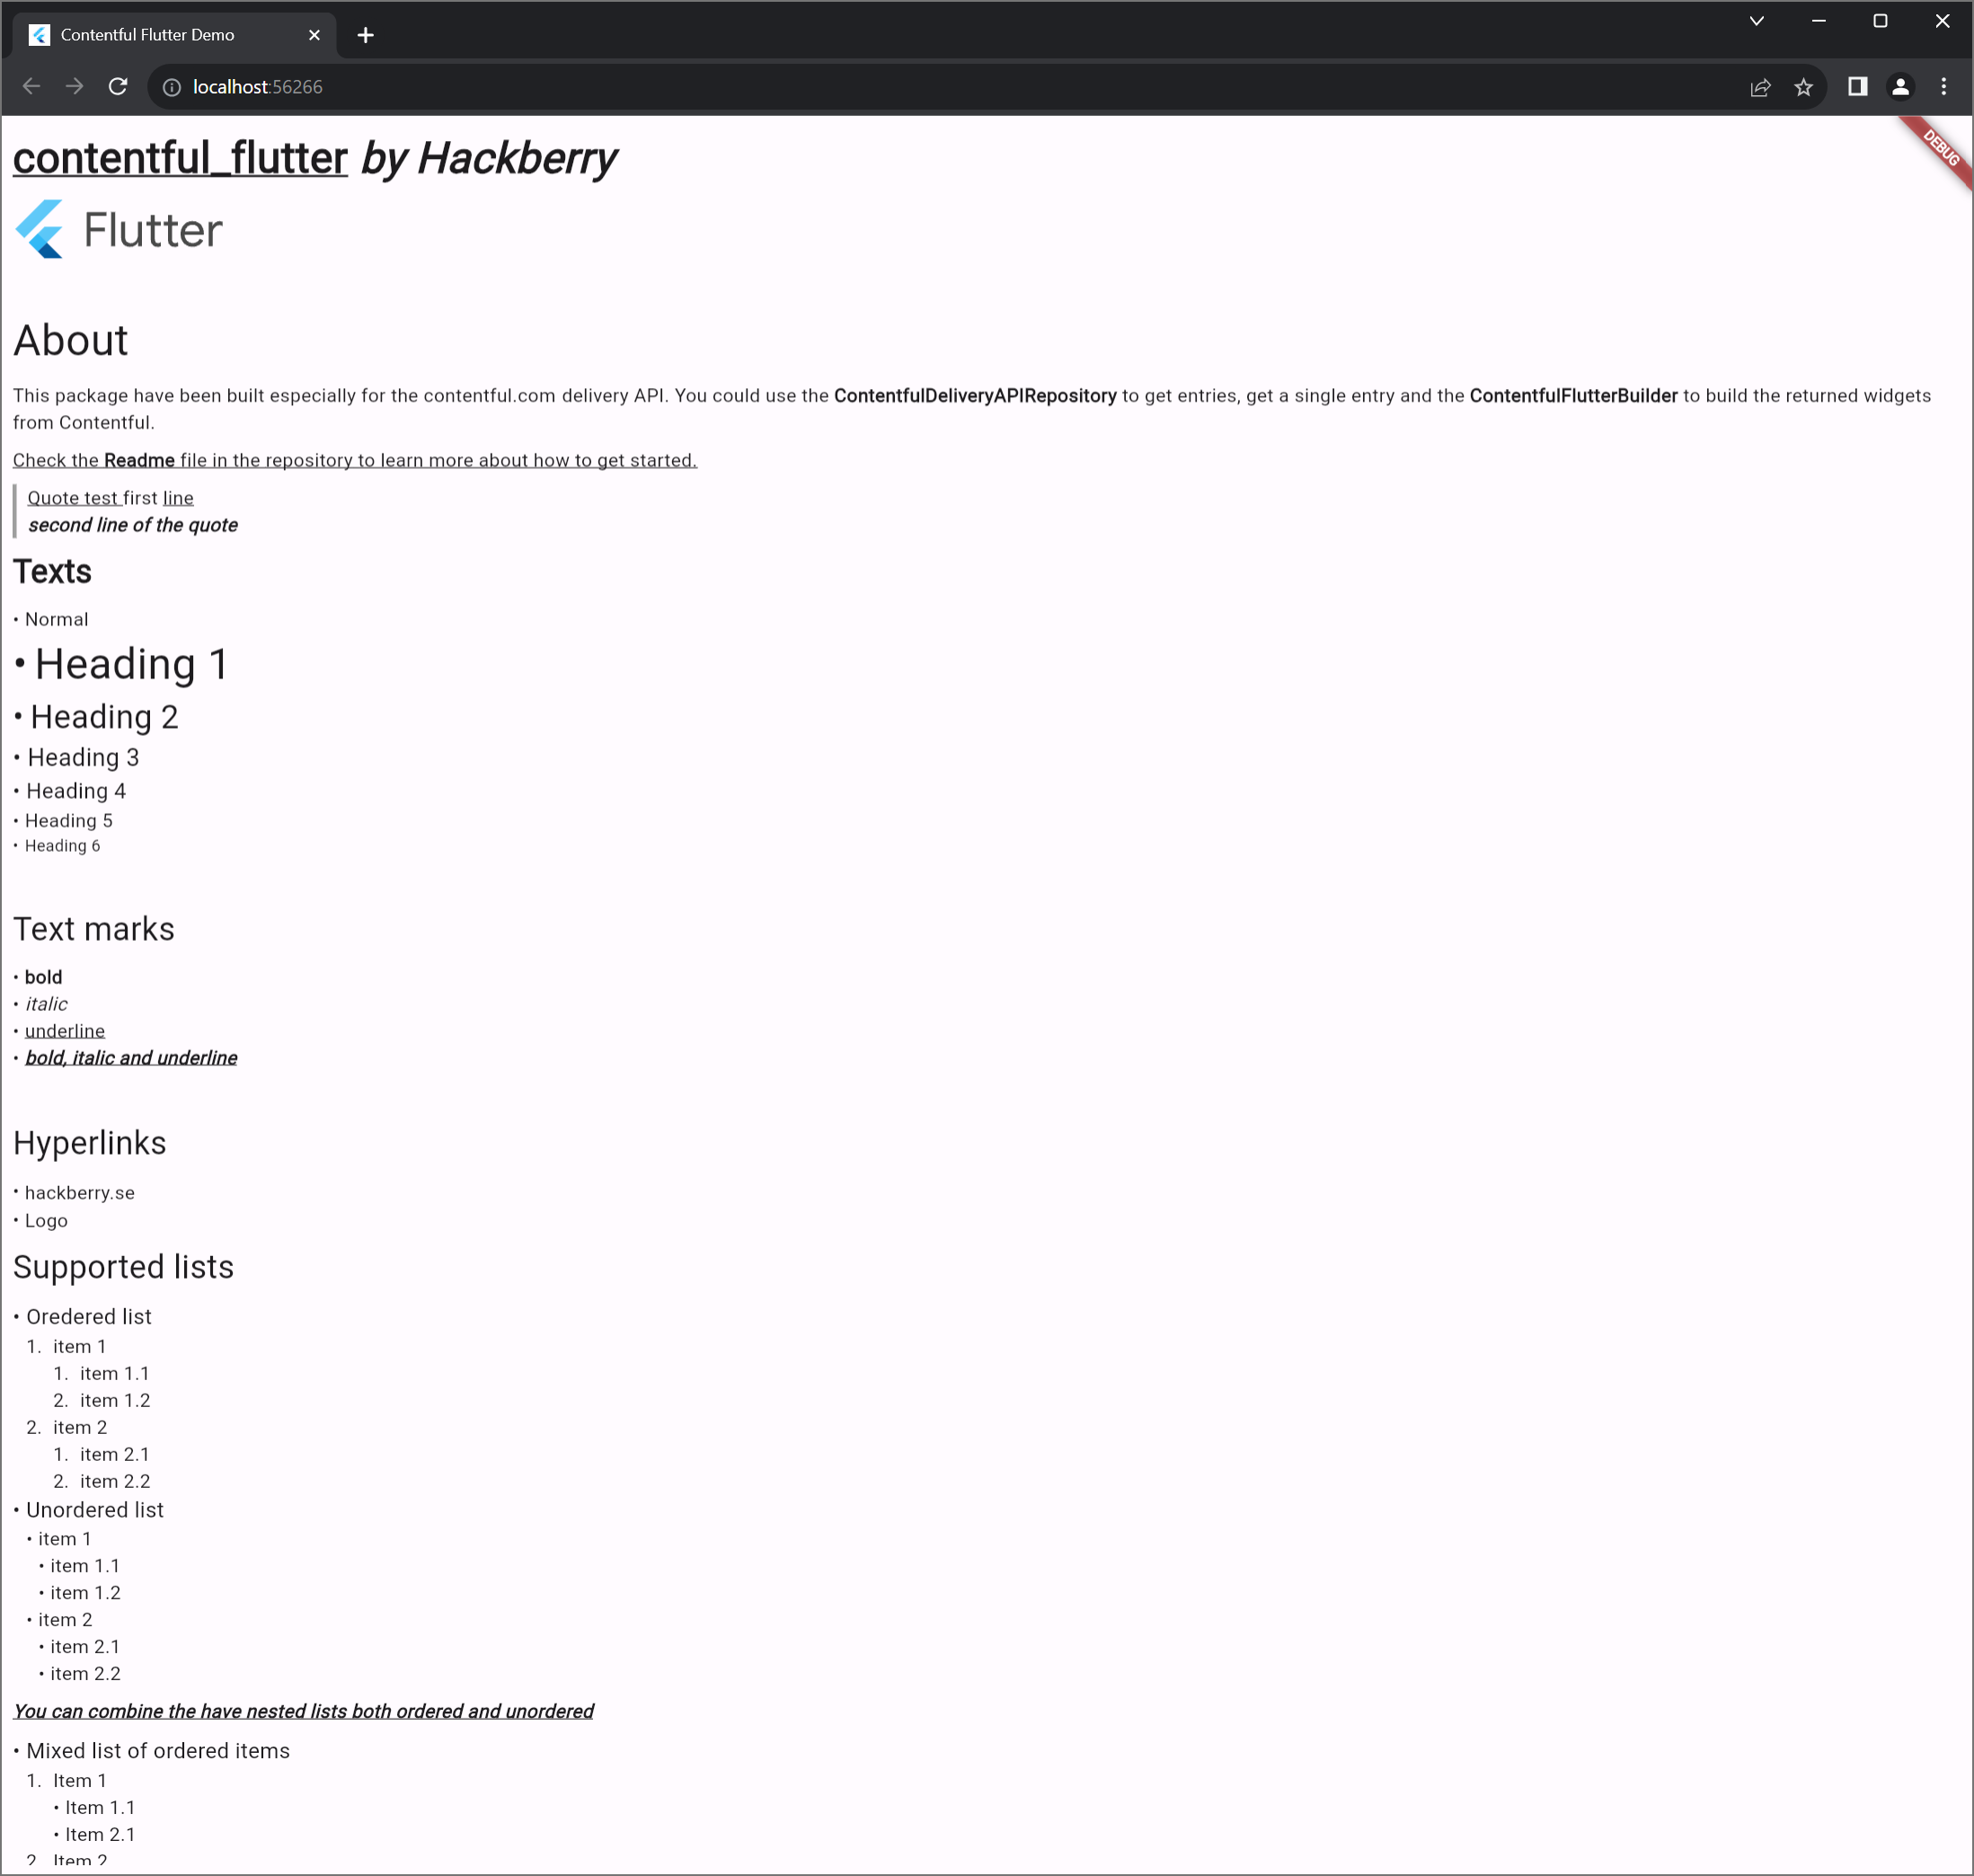 Contentful Flutter Demo
localhost:56266
DEBUG
contentful_flutter by Hackberry
Flutter
About
This package have been built especially for the contentful.com delivery API. You could use the ContentfulDeliveryAPIRepository to get entries, get a single entry and the ContentfulFlutterBuilder to build the returned widgets
from Contentful.
Check the Readme file in the repository to learn more about how to get started.
Quote test first line
second line of the quote
Texts
• Normal
• Heading 1
• Heading 2
• Heading 3
• Heading 4
• Heading 5
• Heading 6
Text marks
• bold
• italic
• underline
• bold, italic and underline
Hyperlinks
• hackberry.se
• Logo
Supported lists
• Oredered list
1. item 1
1. item 1.1
2. item 1.2
2. item 2
1. item 2.1
2. item 2.2
• Unordered list
• item 1
• item 1.1
• item 1.2
• item 2
• item 2.1
• item 2.2
You can combine the have nested lists both ordered and unordered
• Mixed list of ordered items
1. Item 1
• Item 1.1
• Item 2.1
2. Item 2